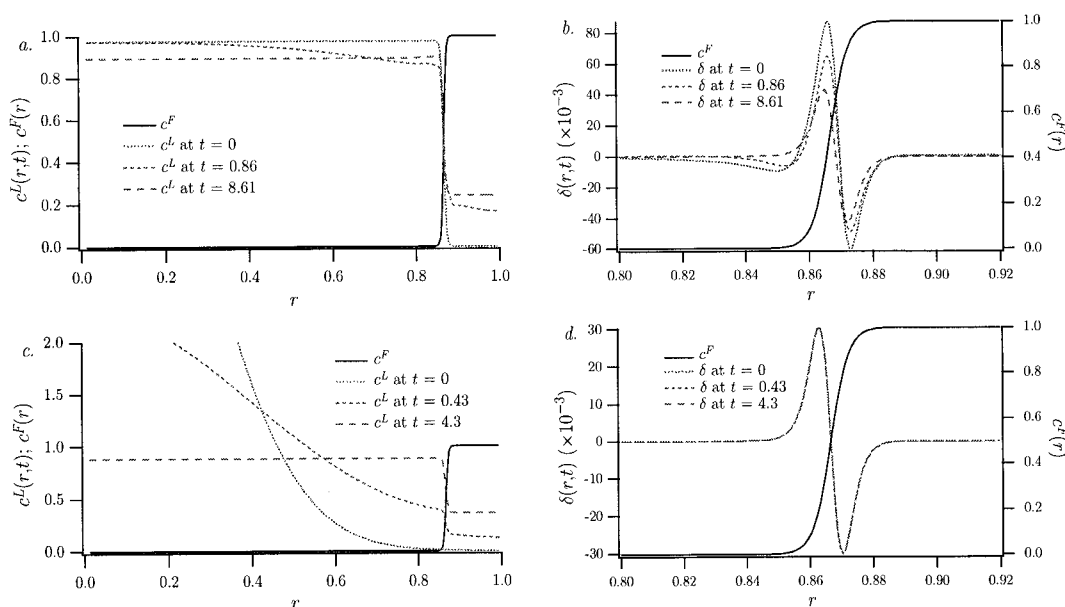 a.
1.0
0.8
0.6
0.4
0.2
0.0
c^L(r,t); c^F(r)
c^F
c^L at t = 0
c^L at t = 0.86
c^L at t = 8.61
0.0 0.2 0.4 0.6 0.8 1.0
r
b.
80
60
40
20
0
-20
-40
-60
δ(r,t) (×10^-3)
c^F
δ at t = 0
δ at t = 0.86
δ at t = 8.61
1.0
0.8
0.6
0.4
0.2
0.0
c^F(r)
0.80 0.82 0.84 0.86 0.88 0.90 0.92
r
c.
2.0
1.5
1.0
0.5
0.0
c^L(r,t); c^F(r)
c^F
c^L at t = 0
c^L at t = 0.43
c^L at t = 4.3
0.0 0.2 0.4 0.6 0.8 1.0
r
d.
30
20
10
0
-10
-20
-30
δ(r,t) (×10^-3)
c^F
δ at t = 0
δ at t = 0.43
δ at t = 4.3
1.0
0.8
0.6
0.4
0.2
0.0
c^F(r)
0.80 0.82 0.84 0.86 0.88 0.90 0.92
r